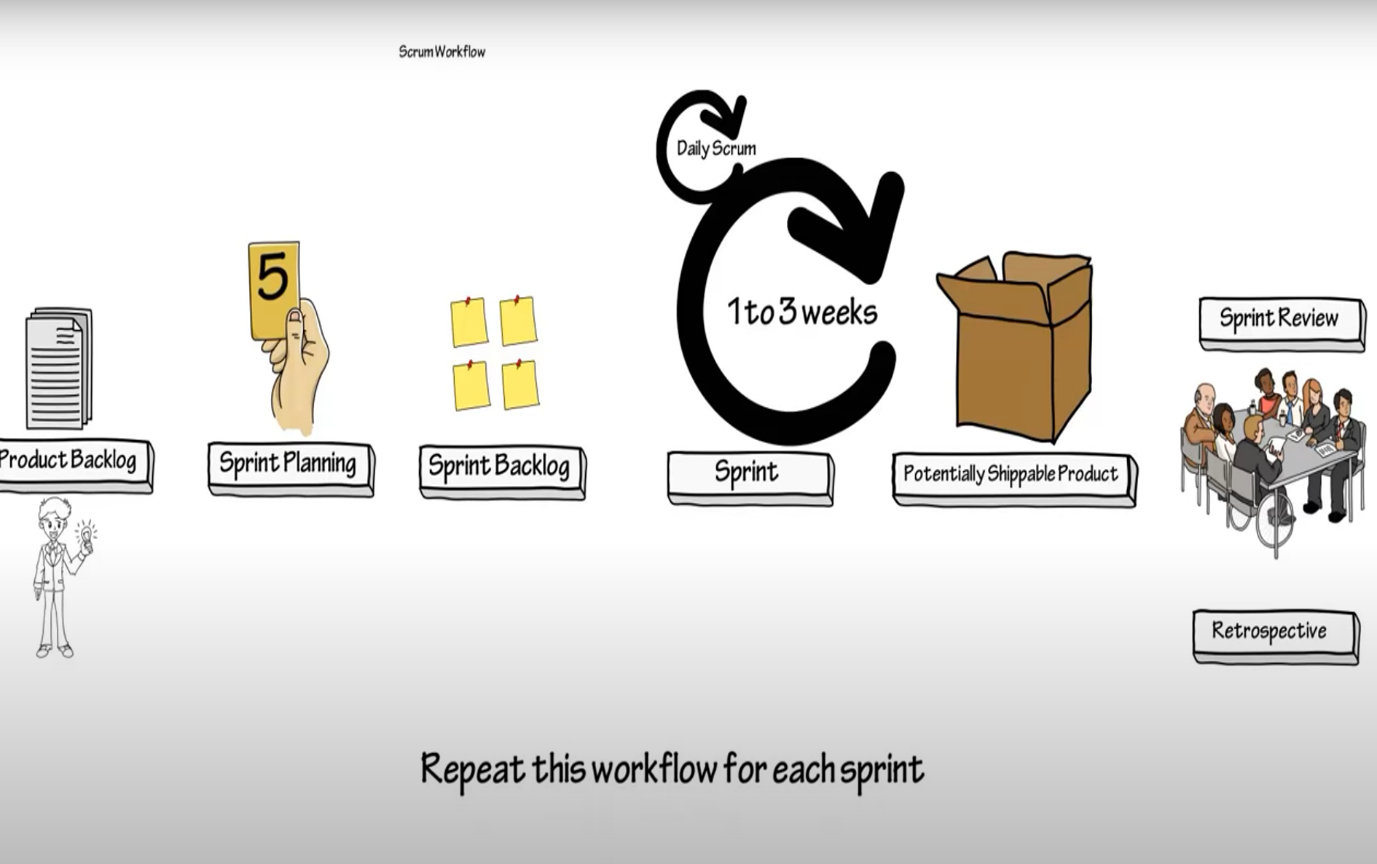 Scrum Workflow
Daily Scrum
5
1 to 3 weeks
Product Backlog
Sprint Planning
Sprint Backlog
Sprint
Potentially Shippable Product
Sprint Review
Retrospective
Repeat this workflow for each sprint